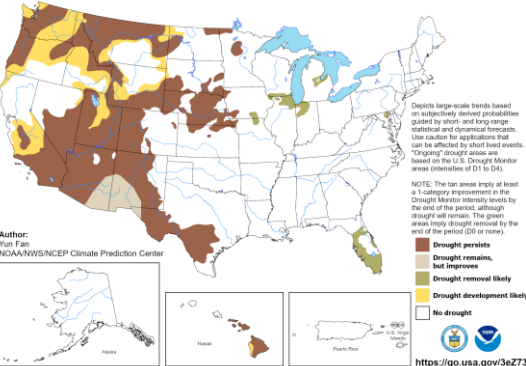 Depicts large-scale trends based
on subjectively derived probabilities
guided by short- and long-range
statistical and dynamical forecasts.
Use caution for applications that
can be affected by short lived events.
"Ongoing" drought areas are
based on the U.S. Drought Monitor
areas (intensities of D1 to D4).
NOTE: The tan areas imply at least
a 1-category improvement in the
Drought Monitor intensity levels by
the end of the period, although
drought will remain. The green
areas imply drought removal by the
end of the period (D0 or none).
Author:
Yun Fan
NOAA/NWS/NCEP Climate Prediction Center
Drought persists
Drought remains,
but improves
Drought removal likely
Drought development likely
No drought
Alaska
Hawaii
Puerto Rico
U.S. Virgin
Islands
NOAA
https://go.usa.gov/3eZ73